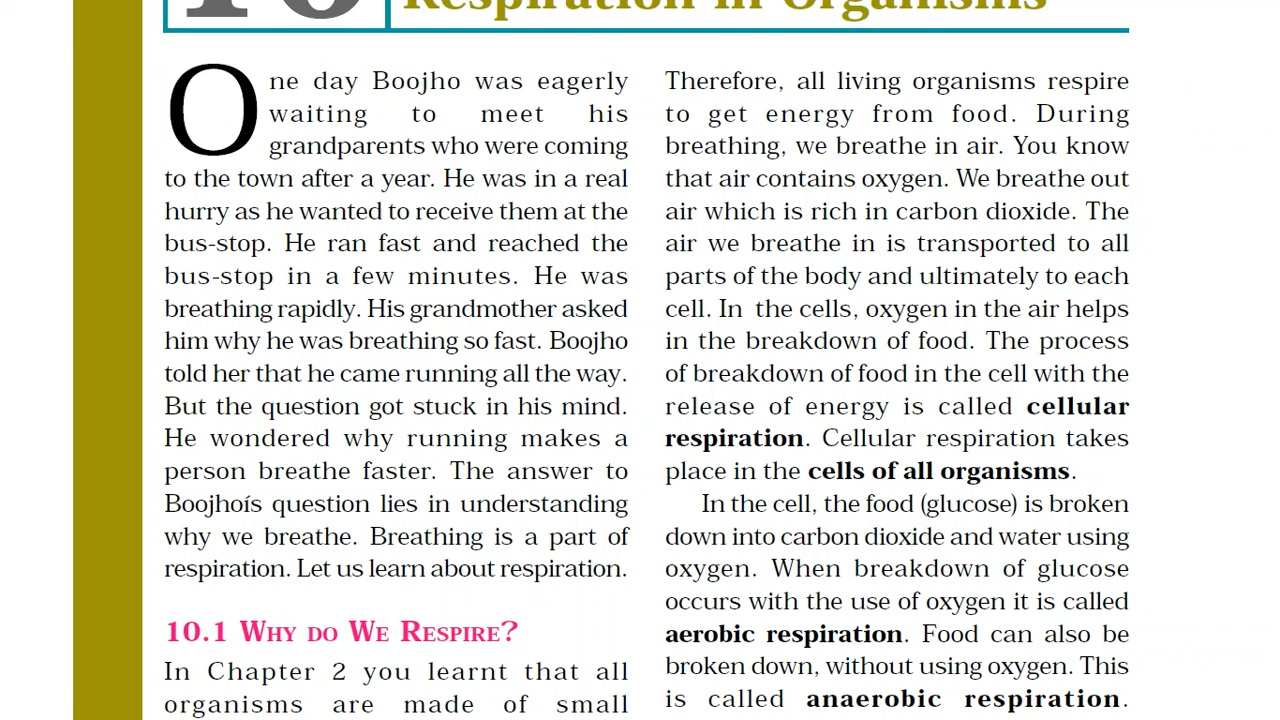 10 Respiration in Organisms
One day Boojho was eagerly
waiting to meet his
grandparents who were coming
to the town after a year. He was in a real
hurry as he wanted to receive them at the
bus-stop. He ran fast and reached the
bus-stop in a few minutes. He was
breathing rapidly. His grandmother asked
him why he was breathing so fast. Boojho
told her that he came running all the way.
But the question got stuck in his mind.
He wondered why running makes a
person breathe faster. The answer to
Boojhoís question lies in understanding
why we breathe. Breathing is a part of
respiration. Let us learn about respiration.
10.1 WHY DO WE RESPIRE?
In Chapter 2 you learnt that all
organisms are made of small
Therefore, all living organisms respire
to get energy from food. During
breathing, we breathe in air. You know
that air contains oxygen. We breathe out
air which is rich in carbon dioxide. The
air we breathe in is transported to all
parts of the body and ultimately to each
cell. In the cells, oxygen in the air helps
in the breakdown of food. The process
of breakdown of food in the cell with the
release of energy is called cellular
respiration. Cellular respiration takes
place in the cells of all organisms.
In the cell, the food (glucose) is broken
down into carbon dioxide and water using
oxygen. When breakdown of glucose
occurs with the use of oxygen it is called
aerobic respiration. Food can also be
broken down, without using oxygen. This
is called anaerobic respiration.